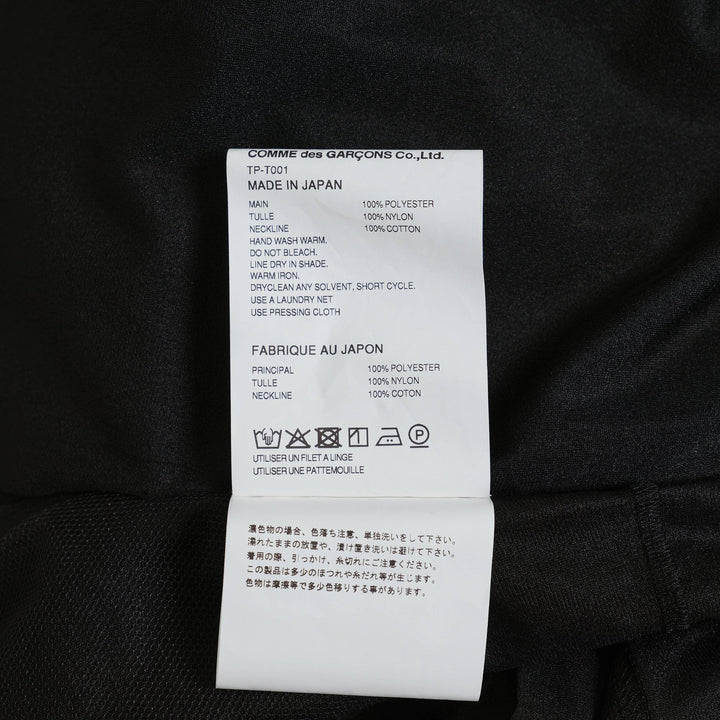 COMME des GARÇONS Co.,Ltd.
TP-T001
MADE IN JAPAN
MAIN 100% POLYESTER
TULLE 100% NYLON
NECKLINE 100% COTTON
HAND WASH WARM.
DO NOT BLEACH.
LINE DRY IN SHADE.
WARM IRON.
DRYCLEAN ANY SOLVENT, SHORT CYCLE.
USE A LAUNDRY NET
USE PRESSING CLOTH
FABRIQUE AU JAPON
PRINCIPAL 100% POLYESTER
TULLE 100% NYLON
NECKLINE 100% COTON
P
UTILISER UN FILET A LINGE
UTILISER UNE PATTEMOUILLE
濃色物の場合、色落ち注意、単独洗いをして下さい。
濡れたままの放置や、漬け置き洗いは避けて下さい。
着用の際、引っかけ、糸切れにご注意ください。
この製品は多少のほつれや糸だれ等が生じます。
色物は摩擦等で多少色移りする事があります。